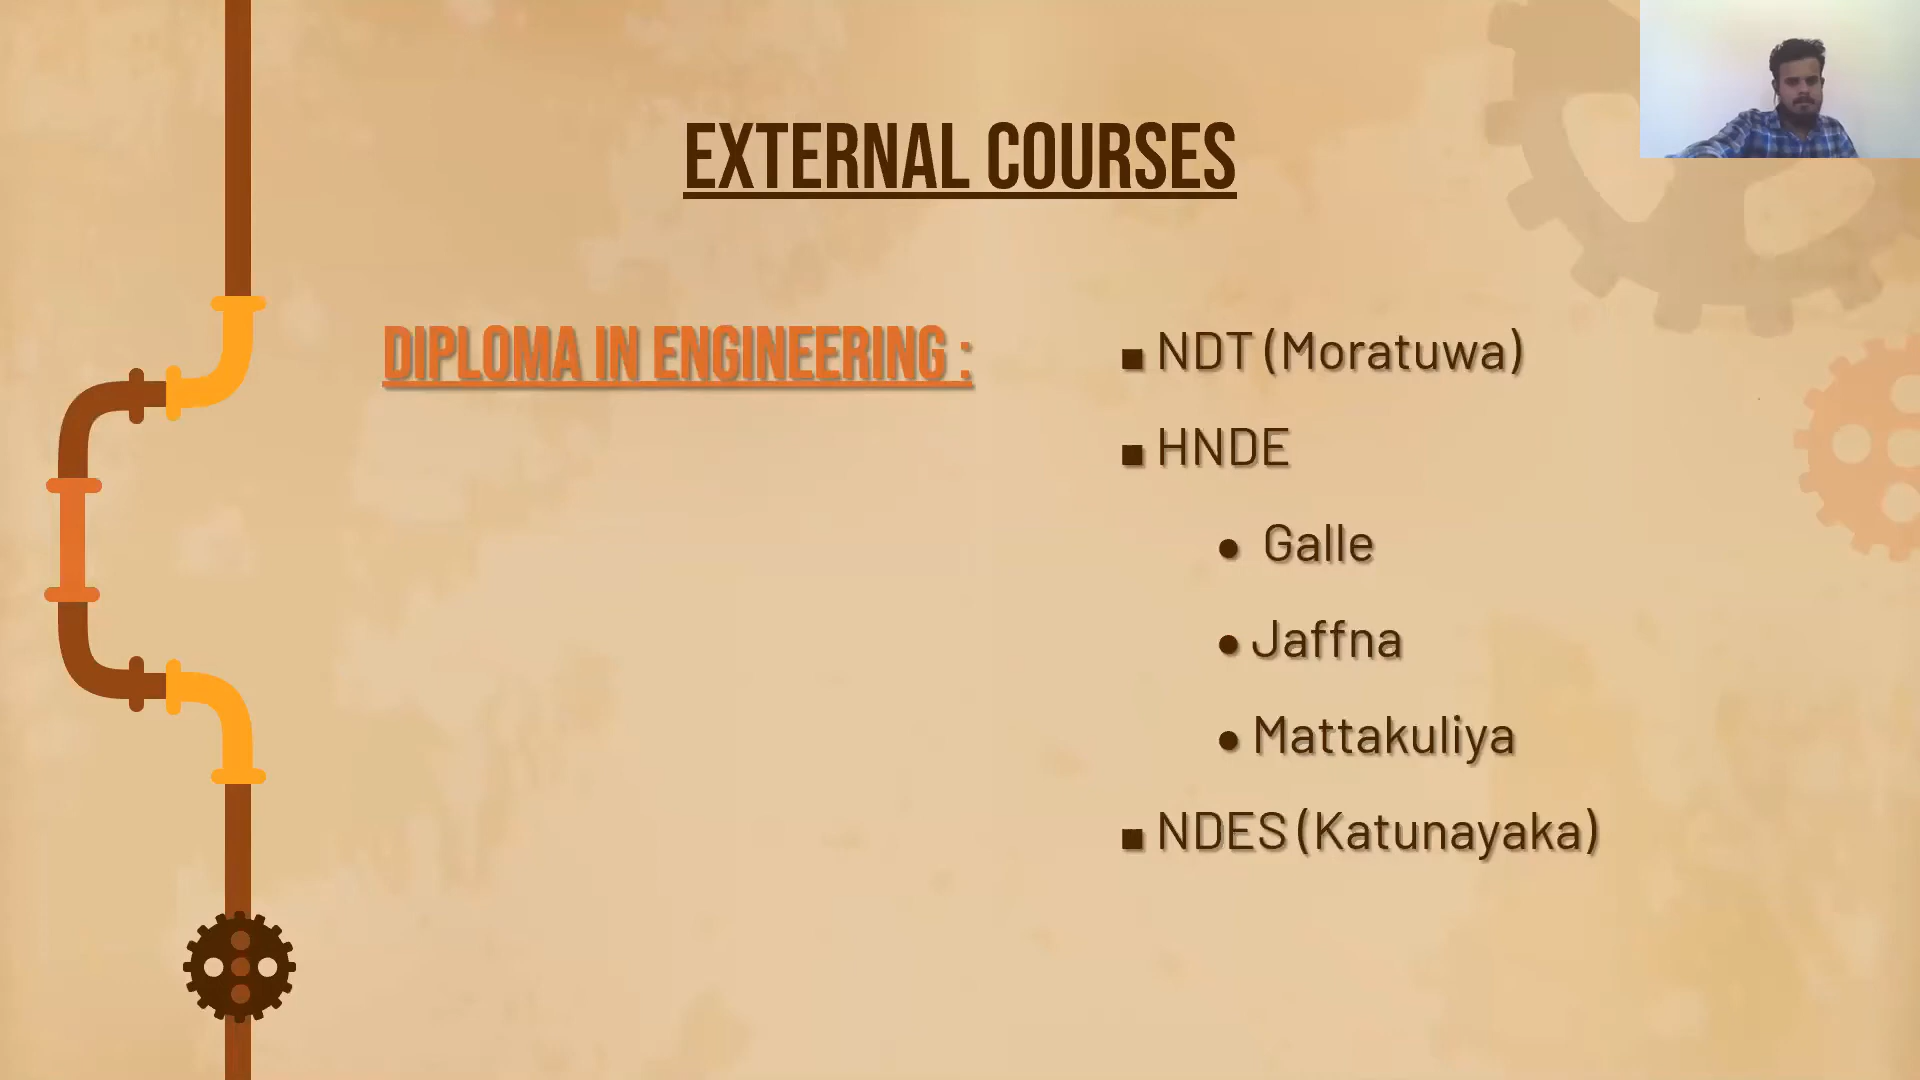 EXTERNAL COURSES
DIPLOMA IN ENGINEERING :
▪ NDT (Moratuwa)
▪ HNDE
• Galle
• Jaffna
• Mattakuliya
▪ NDES (Katunayaka)